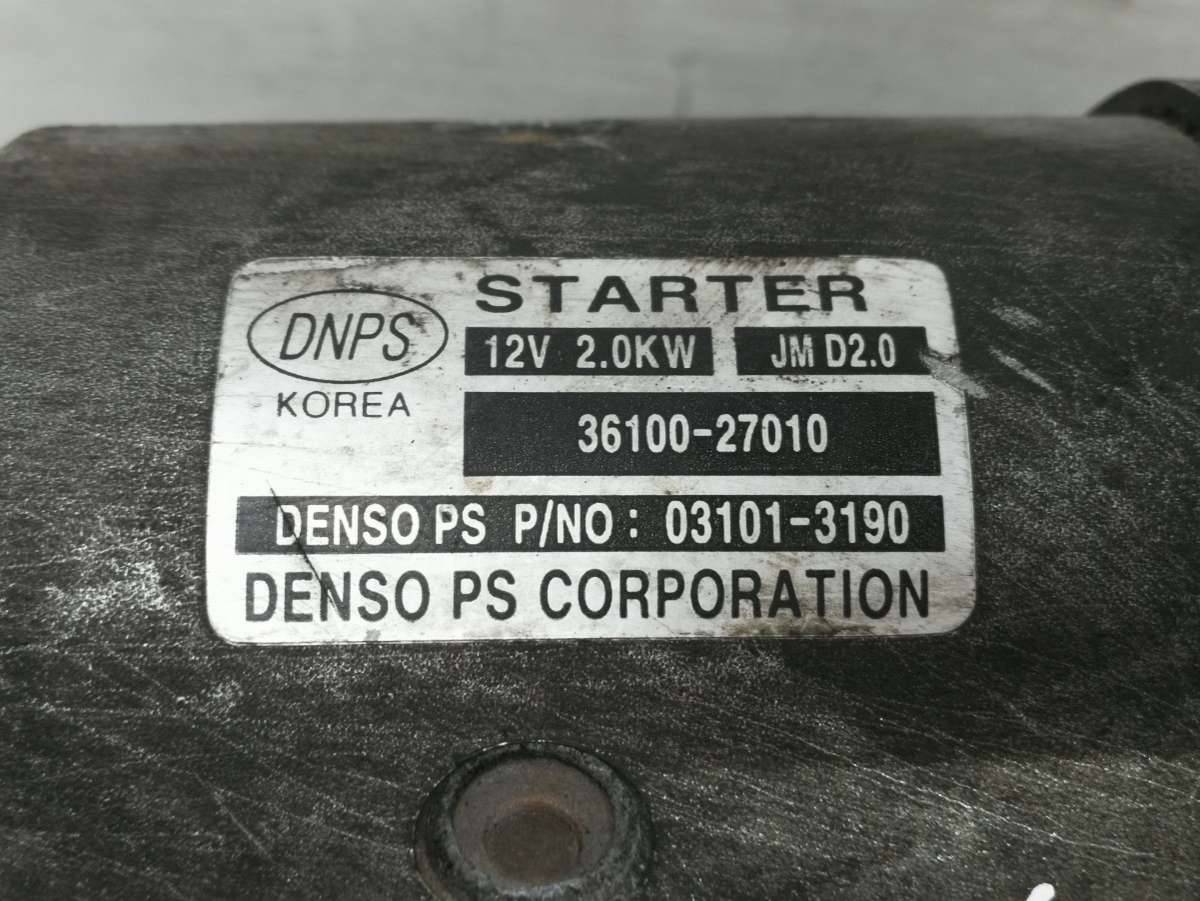 STARTER
DNPS
KOREA
12V 2.0KW
JM D2.0
36100-27010
DENSO PS P/NO: 03101-3190
DENSO PS CORPORATION